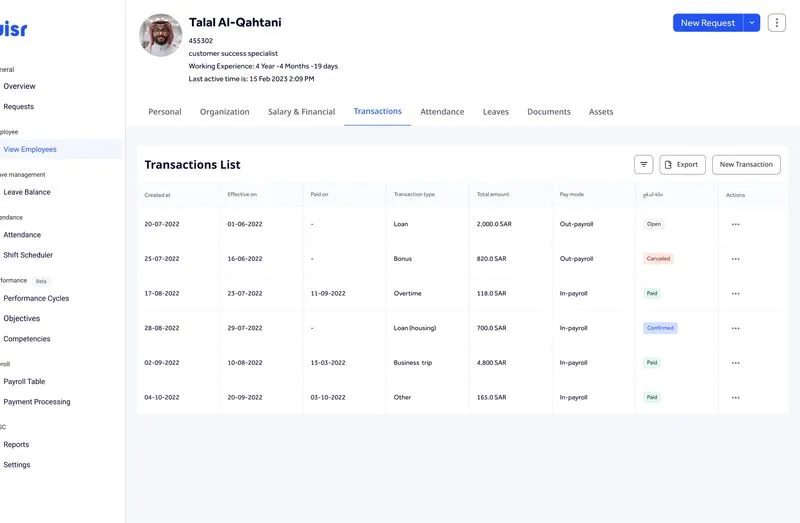 uisr
Talal Al-Qahtani
455302
customer success specialist
Working Experience: 4 Year -4 Months -19 days
Last active time is: 15 Feb 2023 2:09 PM
New Request
neral
Overview
Requests
ployee
View Employees
ave management
Leave Balance
endance
Attendance
Shift Scheduler
formance Beta
Performance Cycles
Objectives
Competencies
roll
Payroll Table
Payment Processing
SC
Reports
Settings
Personal Organization Salary & Financial Transactions Attendance Leaves Documents Assets
Transactions List
Export
New Transaction
Created at Effective on Paid on Transaction type Total amount Pay mode حالة الدفع Actions
20-07-2022 01-06-2022 - Loan 2,000.0 SAR Out-payroll Open
25-07-2022 16-06-2022 - Bonus 820.0 SAR Out-payroll Canceled
17-08-2022 23-07-2022 11-09-2022 Overtime 118.0 SAR In-payroll Paid
28-08-2022 29-07-2022 - Loan (housing) 700.0 SAR In-payroll Confirmed
02-09-2022 10-08-2022 13-03-2022 Business trip 4,800 SAR In-payroll Paid
04-10-2022 20-09-2022 03-10-2022 Other 165.0 SAR In-payroll Paid